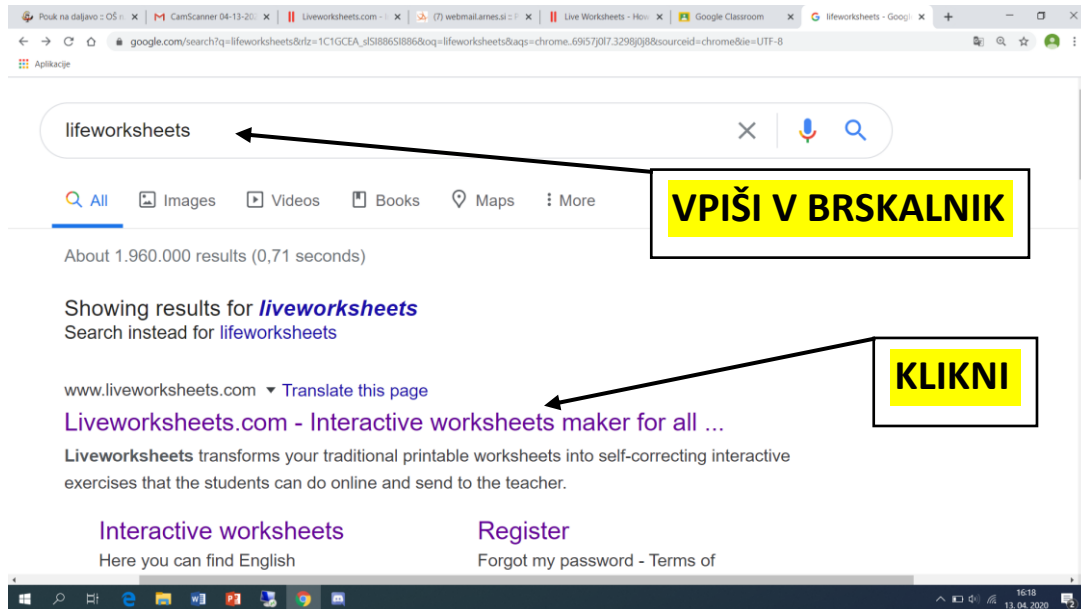 Pouk na daljavo :: OŠ n
CamScanner 04-13-202
Liveworksheets.com -
(7) webmail.arnes.si ::
Live Worksheets - How
Google Classroom
lifeworksheets - Googl
google.com/search?q=lifeworksheets&rlz=1C1GCEA_slSI886SI886&oq=lifeworksheets&aqs=chrome..69i57j0l7.3298j0j8&sourceid=chrome&ie=UTF-8
Aplikacije
lifeworksheets
VPIŠI V BRSKALNIK
All Images Videos Books Maps More
About 1.960.000 results (0,71 seconds)
Showing results for liveworksheets
Search instead for lifeworksheets
KLIKNI
www.liveworksheets.com Translate this page
Liveworksheets.com - Interactive worksheets maker for all ...
Liveworksheets transforms your traditional printable worksheets into self-correcting interactive
exercises that the students can do online and send to the teacher.
Interactive worksheets Register
Here you can find English Forgot my password - Terms of
16:18
13. 04. 2020